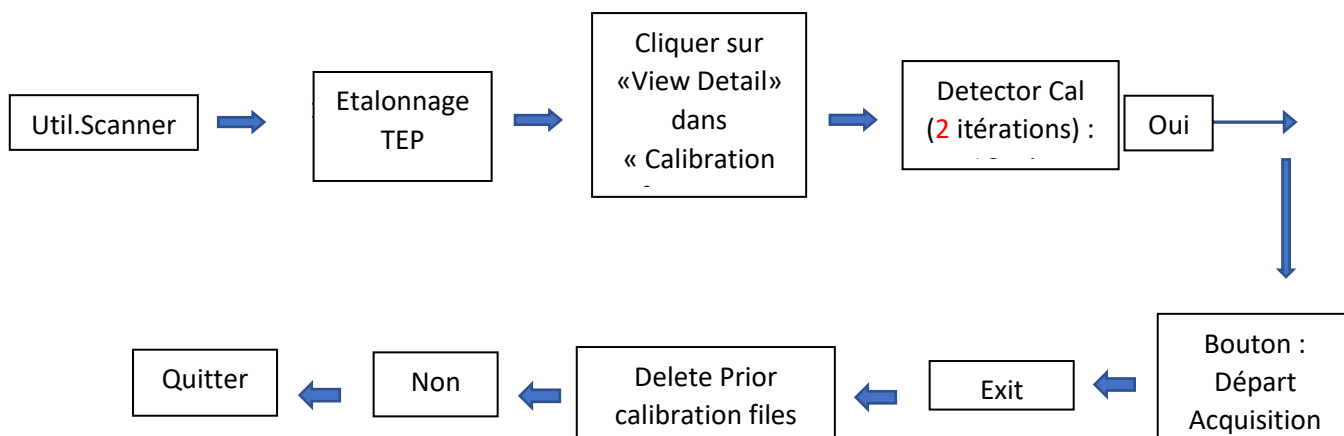 Util.Scanner
Etalonnage
TEP
Cliquer sur
«View Detail»
dans
« Calibration
Detector Cal
(2 itérations) :
Oui
Bouton :
Départ
Acquisition
Exit
Delete Prior
calibration files
Non
Quitter